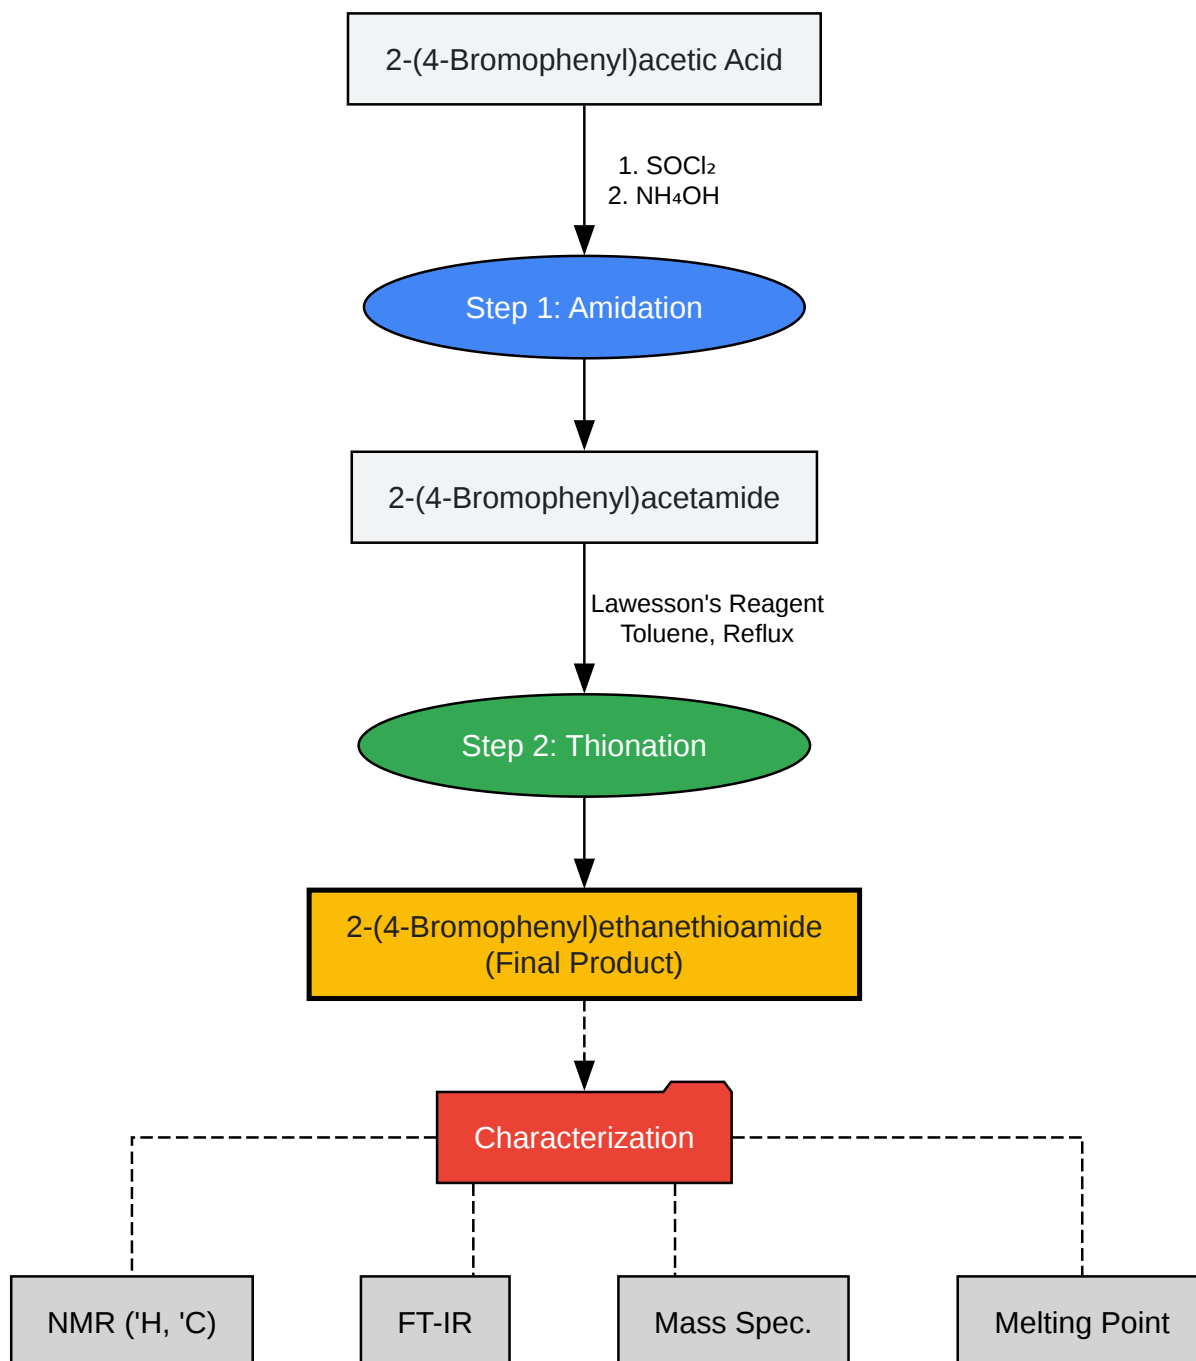 2-(4-Bromophenyl)acetic Acid
1. SOCl₂
2. NH₄OH
Step 1: Amidation
2-(4-Bromophenyl)acetamide
Lawesson's Reagent
Toluene, Reflux
Step 2: Thionation
2-(4-Bromophenyl)ethanethioamide
(Final Product)
Characterization
NMR ('H, 'C)
FT-IR
Mass Spec.
Melting Point